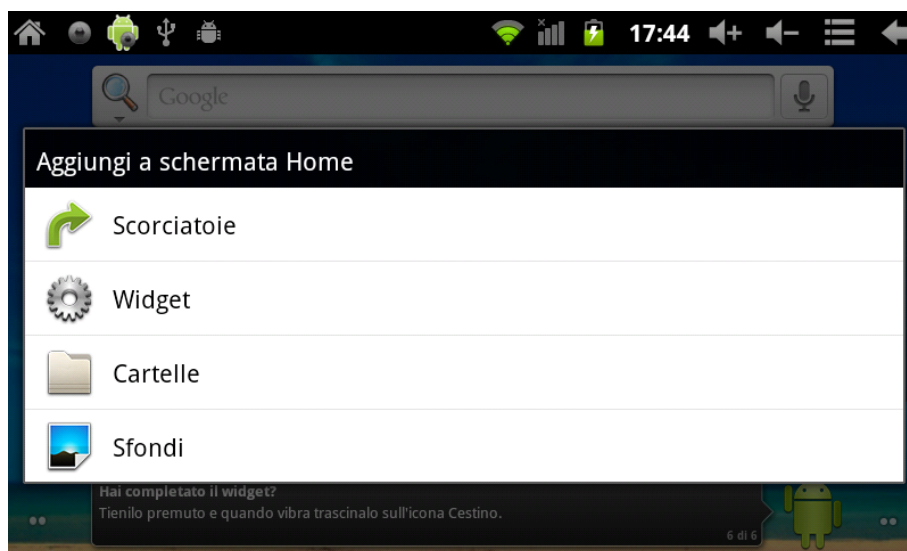 17:44
Google
Aggiungi a schermata Home
Scorciatoie
Widget
Cartelle
Sfondi
Hai completato il widget?
Tienilo premuto e quando vibra trascinalo sull'icona Cestino.
6 di 6